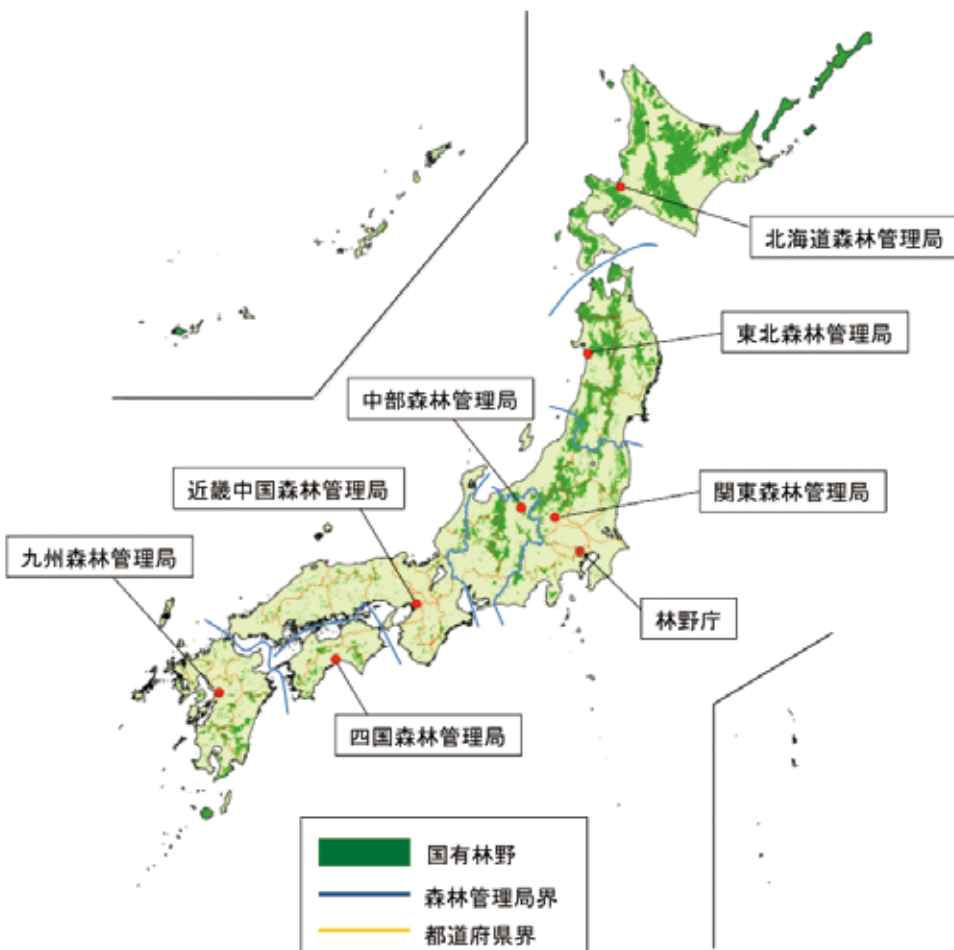 北海道森林管理局
東北森林管理局
中部森林管理局
近畿中国森林管理局
関東森林管理局
九州森林管理局
林野庁
四国森林管理局
国有林野
森林管理局界
都道府県界